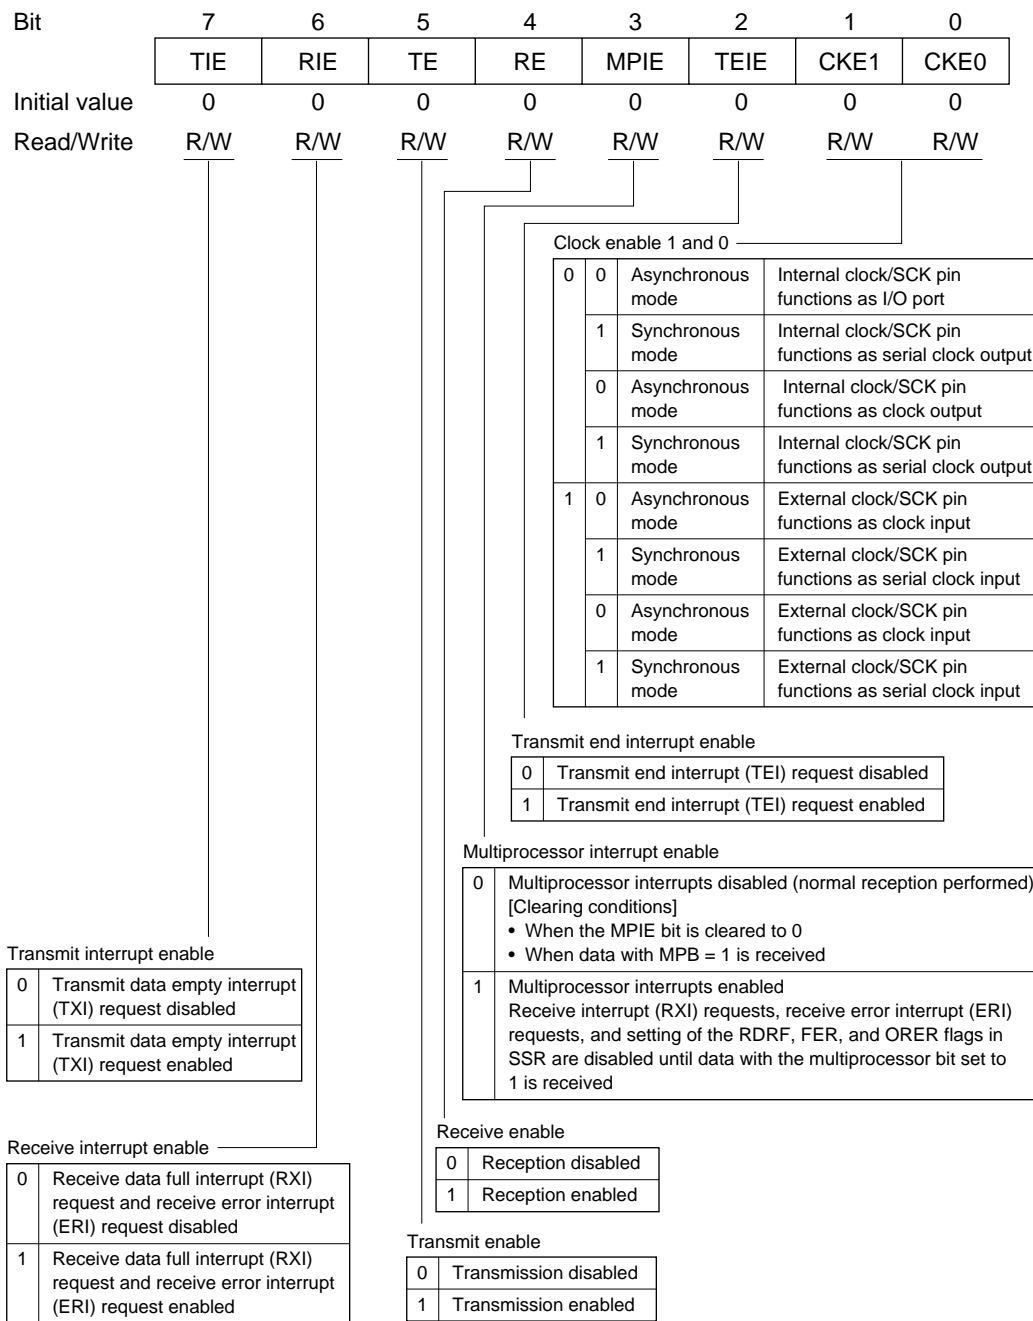 Bit 7 6 5 4 3 2 1 0
TIE RIE TE RE MPIE TEIE CKE1 CKE0
Initial value 0 0 0 0 0 0 0 0
Read/Write R/W R/W R/W R/W R/W R/W R/W R/W
Clock enable 1 and 0
0 0 Asynchronous Internal clock/SCK pin
mode functions as I/O port
1 Synchronous Internal clock/SCK pin
mode functions as serial clock output
0 Asynchronous Internal clock/SCK pin
mode functions as clock output
1 Synchronous Internal clock/SCK pin
mode functions as serial clock output
1 0 Asynchronous External clock/SCK pin
mode functions as clock input
1 Synchronous External clock/SCK pin
mode functions as serial clock input
0 Asynchronous External clock/SCK pin
mode functions as clock input
1 Synchronous External clock/SCK pin
mode functions as serial clock input
Transmit end interrupt enable
0 Transmit end interrupt (TEI) request disabled
1 Transmit end interrupt (TEI) request enabled
Multiprocessor interrupt enable
0 Multiprocessor interrupts disabled (normal reception performed)
[Clearing conditions]
• When the MPIE bit is cleared to 0
• When data with MPB = 1 is received
1 Multiprocessor interrupts enabled
Receive interrupt (RXI) requests, receive error interrupt (ERI)
requests, and setting of the RDRF, FER, and ORER flags in
SSR are disabled until data with the multiprocessor bit set to
1 is received
Transmit interrupt enable
0 Transmit data empty interrupt
(TXI) request disabled
1 Transmit data empty interrupt
(TXI) request enabled
Receive enable
0 Reception disabled
1 Reception enabled
Receive interrupt enable
0 Receive data full interrupt (RXI)
request and receive error interrupt
(ERI) request disabled
1 Receive data full interrupt (RXI)
request and receive error interrupt
(ERI) request enabled
Transmit enable
0 Transmission disabled
1 Transmission enabled